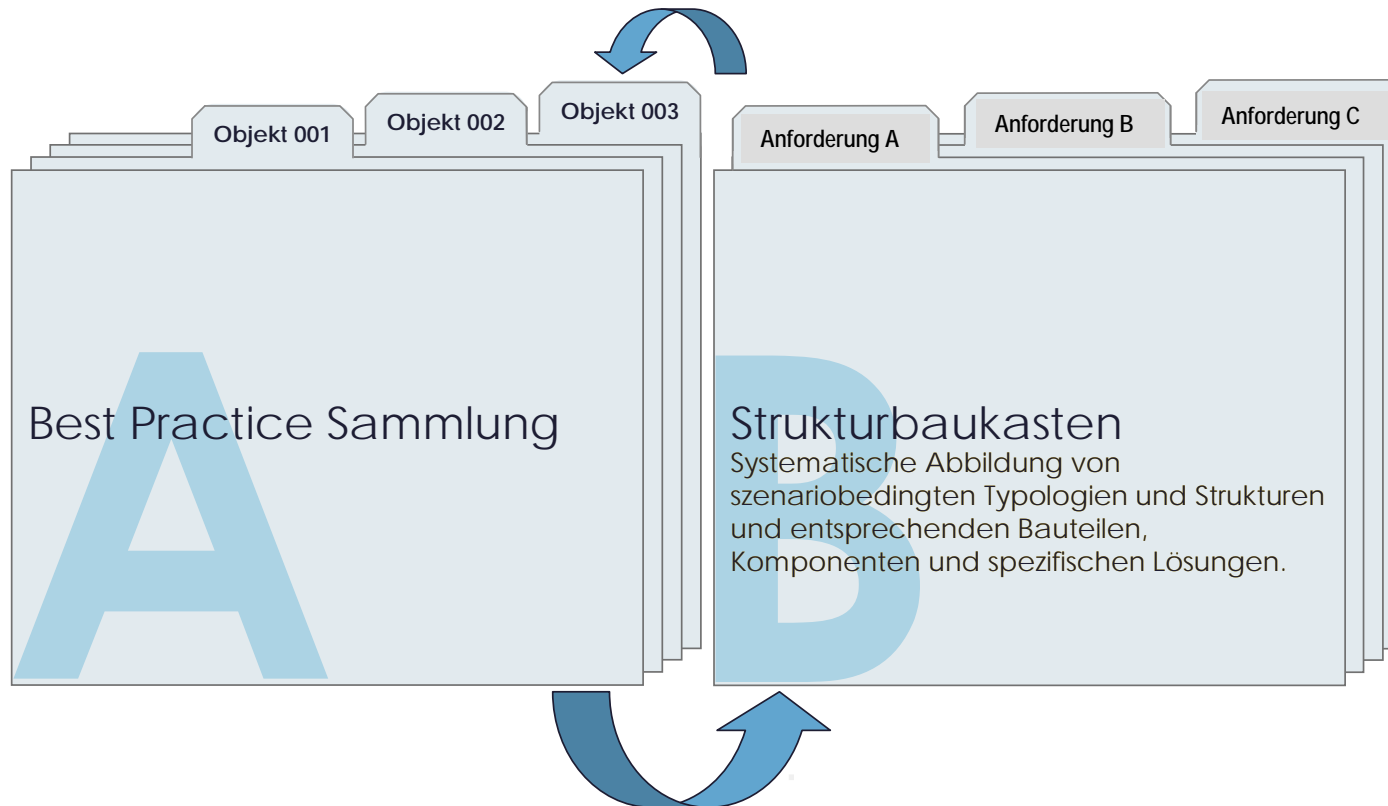 Objekt 001
Objekt 002
Objekt 003
Anforderung A
Anforderung B
Anforderung C
A
Best Practice Sammlung
B
Strukturbaukasten
Systematische Abbildung von
szenariobedingten Typologien und Strukturen
und entsprechenden Bauteilen,
Komponenten und spezifischen Lösungen.